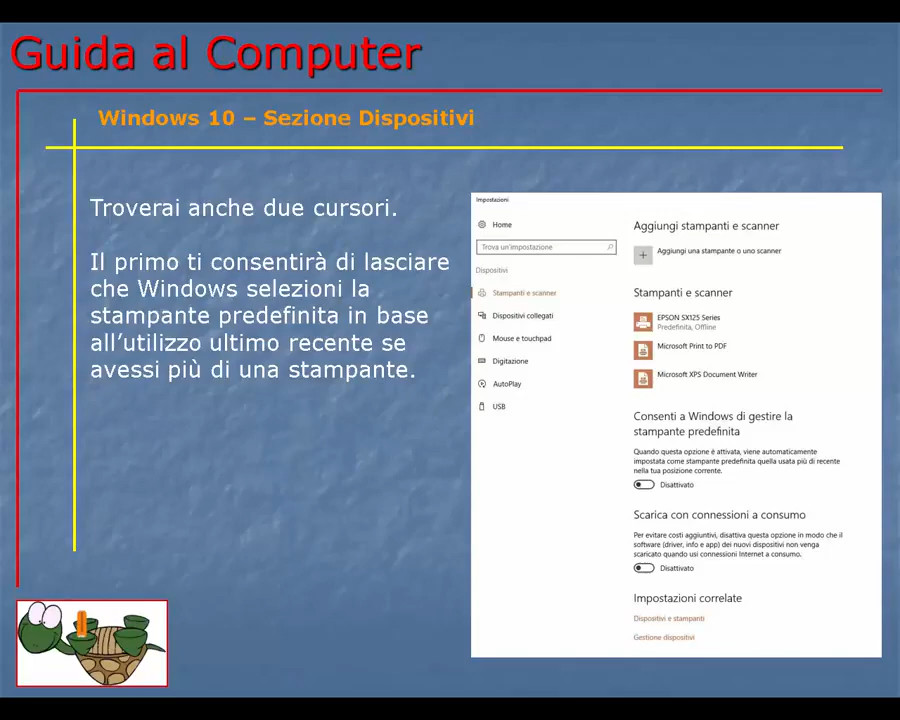 Guida al Computer
Windows 10 – Sezione Dispositivi
Troverai anche due cursori.
Il primo ti consentirà di lasciare
che Windows selezioni la
stampante predefinita in base
all’utilizzo ultimo recente se
avessi più di una stampante.
Impostazioni
Home
Trova un'impostazione
Dispositivi
Stampanti e scanner
Dispositivi collegati
Mouse e touchpad
Digitazione
AutoPlay
USB
Aggiungi stampanti e scanner
Aggiungi una stampante o uno scanner
Stampanti e scanner
EPSON SX125 Series
Predefinita, Offline
Microsoft Print to PDF
Microsoft XPS Document Writer
Consenti a Windows di gestire la
stampante predefinita
Quando questa opzione è attivata, viene automaticamente
impostata come stampante predefinita quella usata più di recente
nella tua posizione corrente.
Disattivato
Scarica con connessioni a consumo
Per evitare costi aggiuntivi, disattiva questa opzione in modo che il
software (driver, info e app) dei nuovi dispositivi non venga
scaricato quando usi connessioni Internet a consumo.
Disattivato
Impostazioni correlate
Dispositivi e stampanti
Gestione dispositivi